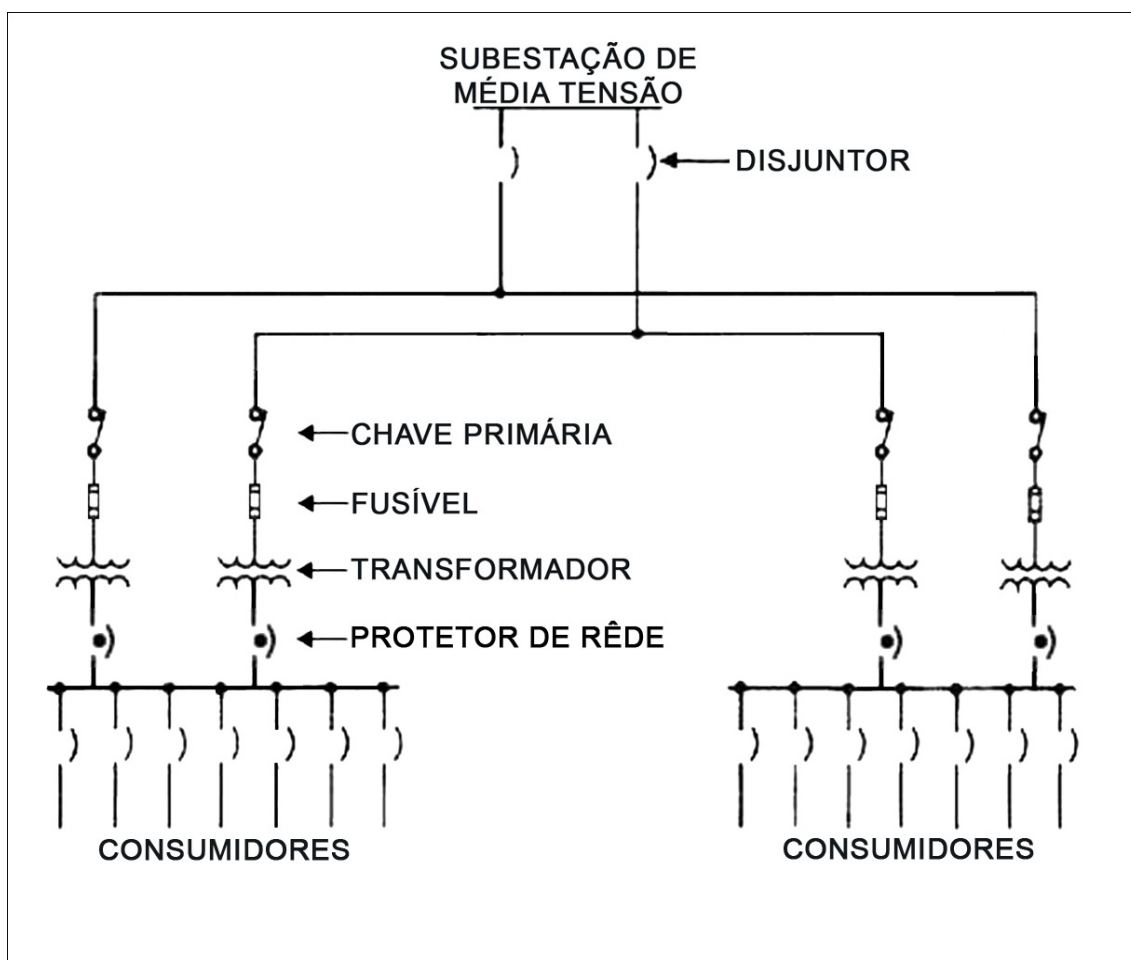 SUBESTAÇÃO DE
MÉDIA TENSÃO
DISJUNTOR
CHAVE PRIMÁRIA
FUSÍVEL
TRANSFORMADOR
PROTETOR DE RÊDE
CONSUMIDORES
CONSUMIDORES